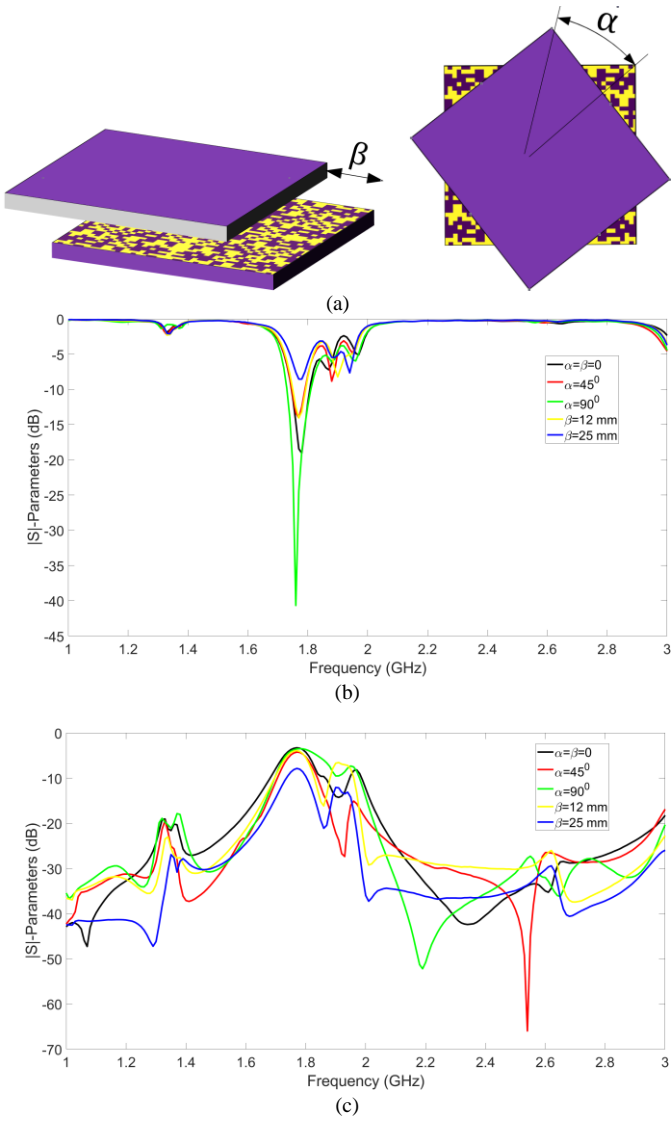 α
β
(a)
0
-5
-10
-15
-20
-25
-30
-35
-40
-45
|S|-Parameters (dB)
α=β=0
α=45⁰
α=90⁰
β=12 mm
β=25 mm
1 1.2 1.4 1.6 1.8 2 2.2 2.4 2.6 2.8 3
Frequency (GHz)
(b)
0
-10
-20
-30
-40
-50
-60
-70
|S|-Parameters (dB)
α=β=0
α=45⁰
α=90⁰
β=12 mm
β=25 mm
1 1.2 1.4 1.6 1.8 2 2.2 2.4 2.6 2.8 3
Frequency (GHz)
(c)